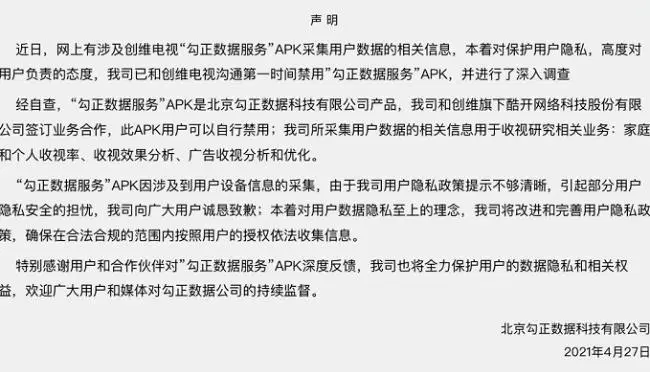 声 明
近日，网上有涉及创维电视“勾正数据服务”APK采集用户数据的相关信息，本着对保护用户隐私，高度对
用户负责的态度，我司已和创维电视沟通第一时间禁用”勾正数据服务”APK，并进行了深入调查
经自查，“勾正数据服务”APK是北京勾正数据科技有限公司产品，我司和创维旗下酷开网络科技股份有限
公司签订业务合作，此APK用户可以自行禁用；我司所采集用户数据的相关信息用于收视研究相关业务：家庭
和个人收视率、收视效果分析、广告收视分析和优化。
“勾正数据服务”APK因涉及到用户设备信息的采集，由于我司用户隐私政策提示不够清晰，引起部分用户
隐私安全的担忧，我司向广大用户诚恳致歉；本着对用户数据隐私至上的理念，我司将改进和完善用户隐私政
策，确保在合法合规的范围内按照用户的授权依法收集信息。
特别感谢用户和合作伙伴对”勾正数据服务”APK深度反馈，我司也将全力保护用户的数据隐私和相关权
益，欢迎广大用户和媒体对勾正数据公司的持续监督。
北京勾正数据科技有限公司
2021年4月27日